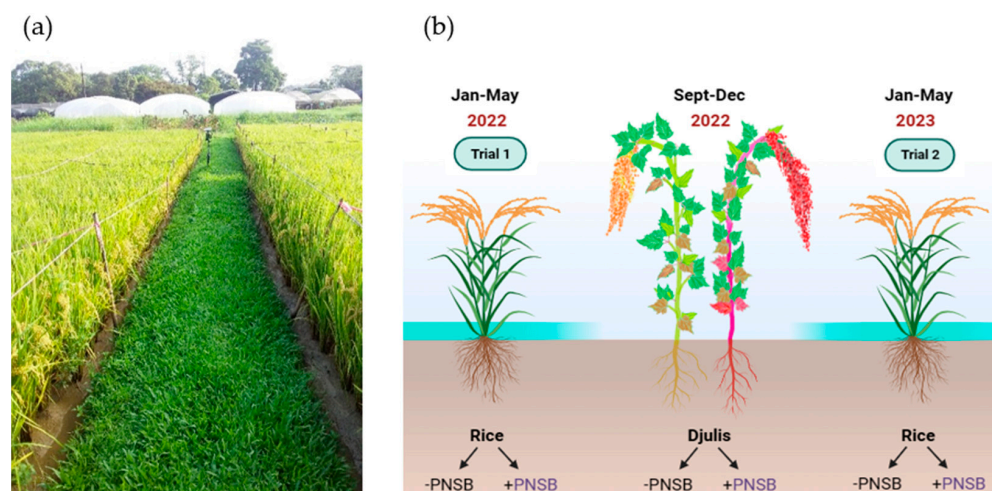 (a)
(b)
Jan-May
2022
Trial 1
Sept-Dec
2022
Jan-May
2023
Trial 2
Rice
-PNSB +PNSB
Djulis
-PNSB +PNSB
Rice
-PNSB +PNSB